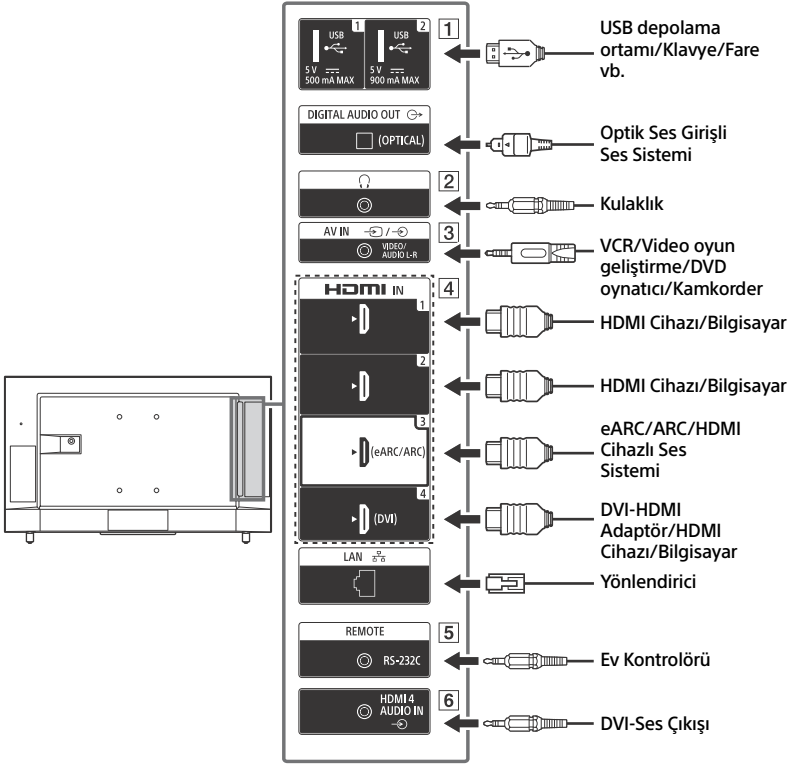 1 USB
5 V
500 mA MAX
2 USB
5 V
900 mA MAX
1
USB depolama
ortamı/Klavye/Fare
vb.
DIGITAL AUDIO OUT
(OPTICAL)
Optik Ses Girişli
Ses Sistemi
2
Kulaklık
AV IN /
VIDEO/
AUDIO L-R
3
VCR/Video oyun
geliştirme/DVD
oynatıcı/Kamkorder
HDMI IN
4
1
HDMI Cihazı/Bilgisayar
2
HDMI Cihazı/Bilgisayar
3
(eARC/ARC)
eARC/ARC/HDMI
Cihazlı Ses
Sistemi
4
(DVI)
DVI-HDMI
Adaptör/HDMI
Cihazı/Bilgisayar
LAN
Yönlendirici
REMOTE
RS-232C
5
Ev Kontrolörü
HDMI 4
AUDIO IN
6
DVI-Ses Çıkışı